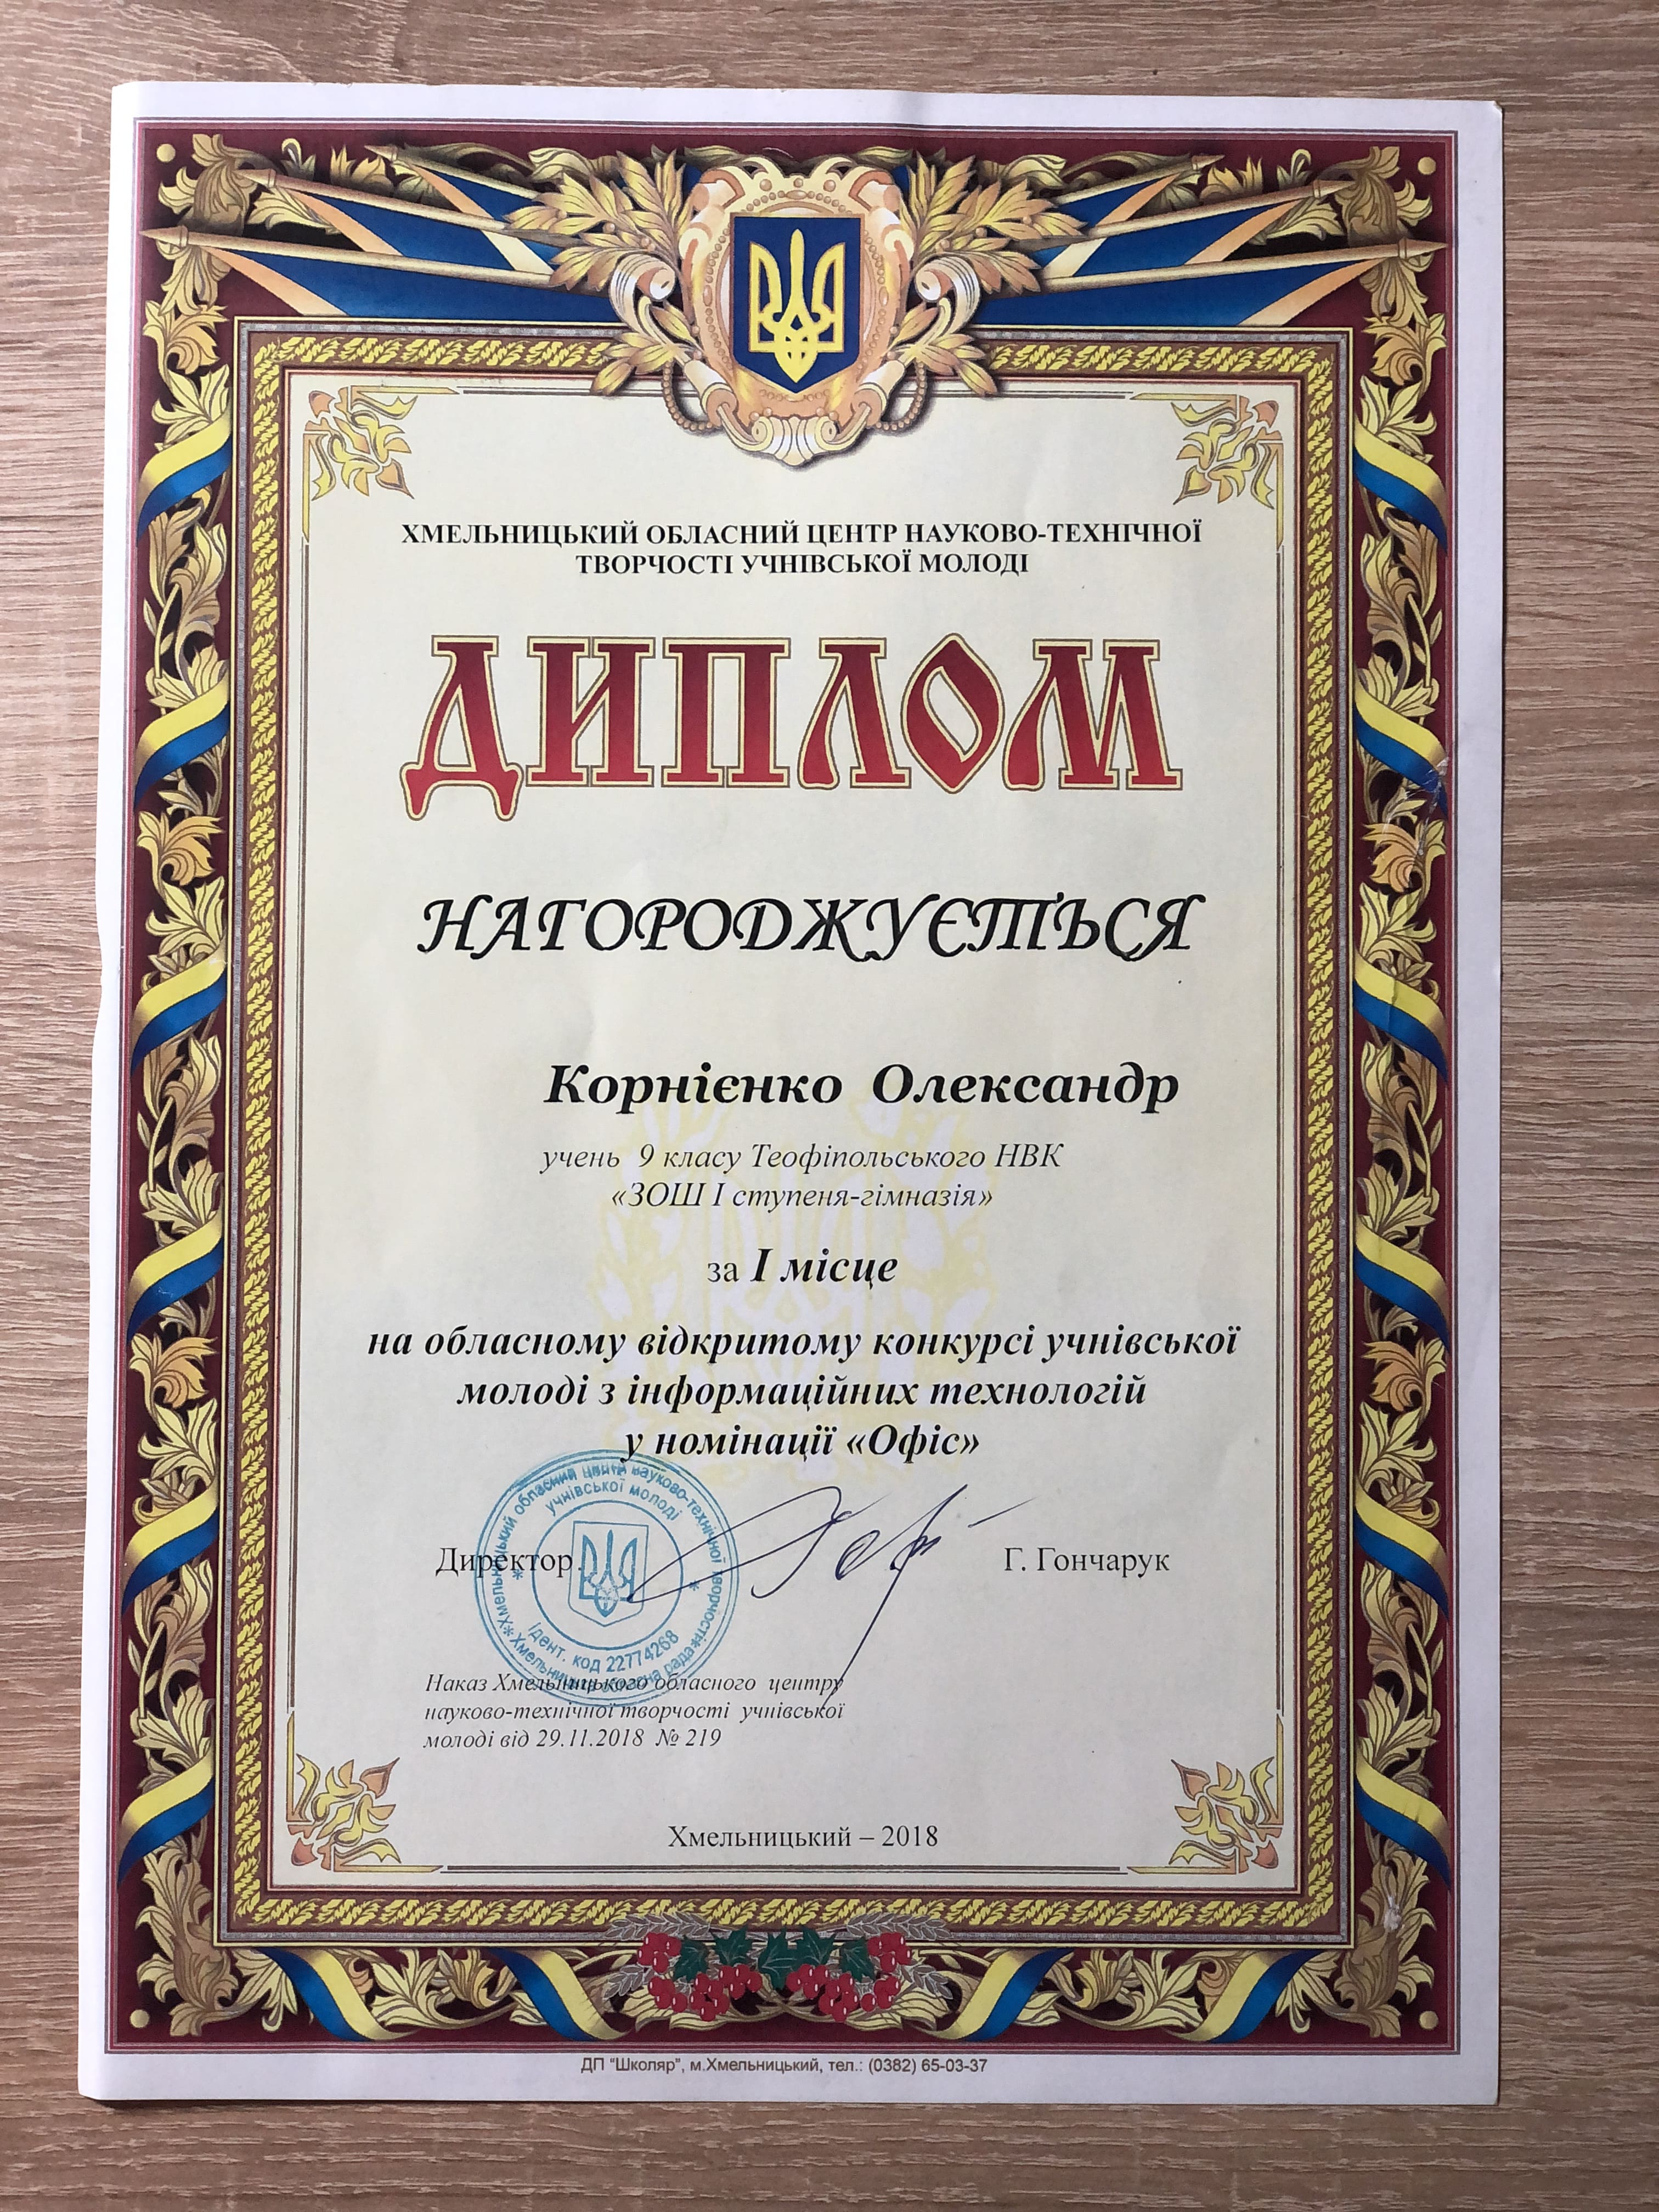 ХМЕЛЬНИЦЬКИЙ ОБЛАСНИЙ ЦЕНТР НАУКОВО-ТЕХНІЧНОЇ
ТВОРЧОСТІ УЧНІВСЬКОЇ МОЛОДІ
ДИПЛОМ
НАГОРОДЖУЄТЬСЯ
Корнієнко Олександр
учень 9 класу Теофіпольського НВК
«ЗОШ І ступеня-гімназія»
за І місце
на обласному відкритому конкурсі учнівської
молоді з інформаційних технологій
у номінації «Офіс»
Хмельницький обласний центр науково-технічної творчості
учнівської молоді
Ідент. код 22774268
Хмельницька обласна рада
Директор
Г. Гончарук
Наказ Хмельницького обласного центру
науково-технічної творчості учнівської
молоді від 29.11.2018 № 219
Хмельницький – 2018
ДП "Школяр", м.Хмельницький, тел.: (0382) 65-03-37